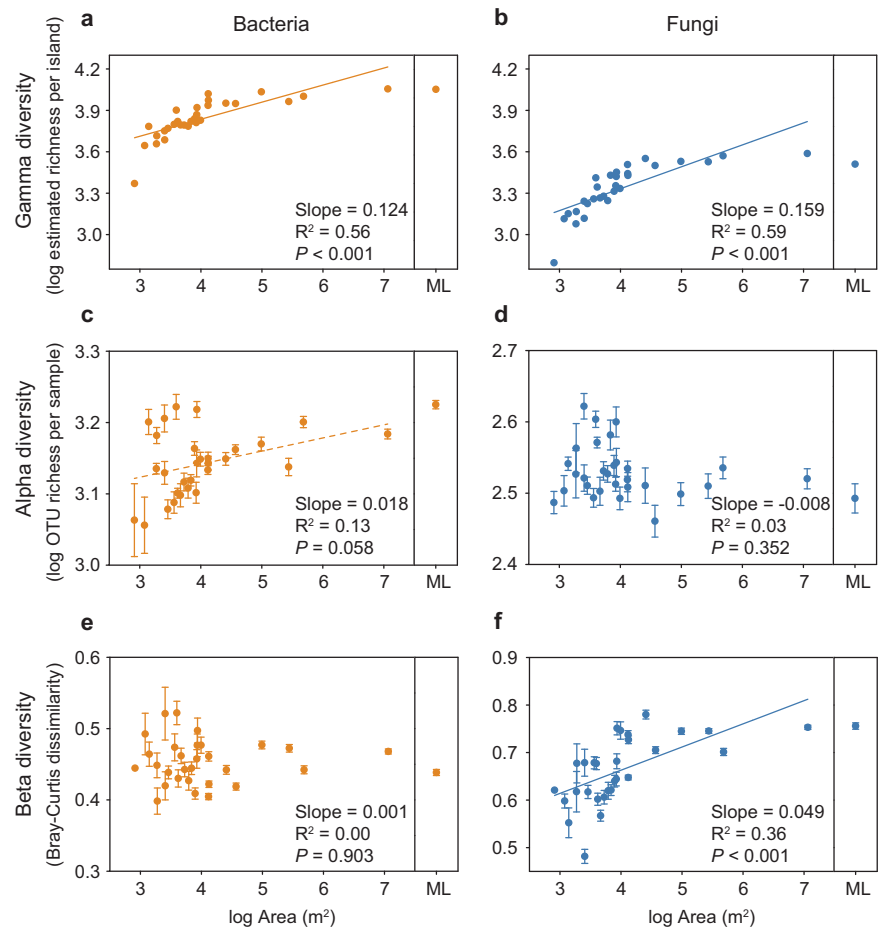 a
Bacteria
b
Fungi
Gamma diversity
(log estimated richness per island)
4.2
3.9
3.6
3.3
3.0
Slope = 0.124
R² = 0.56
P < 0.001
3
4
5
6
7
ML
4.2
3.9
3.6
3.3
3.0
Slope = 0.159
R² = 0.59
P < 0.001
3
4
5
6
7
ML
c
Alpha diversity
(log OTU richess per sample)
3.3
3.2
3.1
3.0
Slope = 0.018
R² = 0.13
P = 0.058
3
4
5
6
7
ML
d
2.7
2.6
2.5
2.4
Slope = -0.008
R² = 0.03
P = 0.352
3
4
5
6
7
ML
e
Beta diversity
(Bray-Curtis dissimilarity)
0.6
0.5
0.4
0.3
Slope = 0.001
R² = 0.00
P = 0.903
3
4
5
6
7
ML
log Area (m²)
f
0.9
0.8
0.7
0.6
0.5
Slope = 0.049
R² = 0.36
P < 0.001
3
4
5
6
7
ML
log Area (m²)